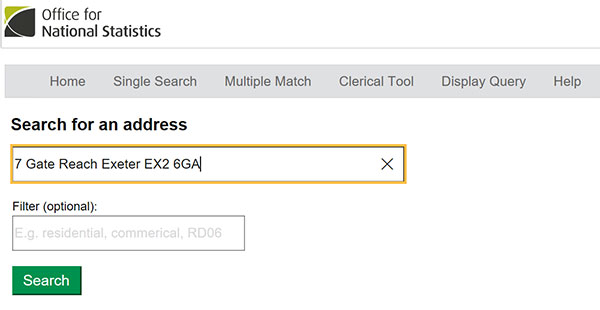 Office for
National Statistics
Home Single Search Multiple Match Clerical Tool Display Query Help
Search for an address
7 Gate Reach Exeter EX2 6GA
Filter (optional):
E.g. residential, commerical, RD06
Search